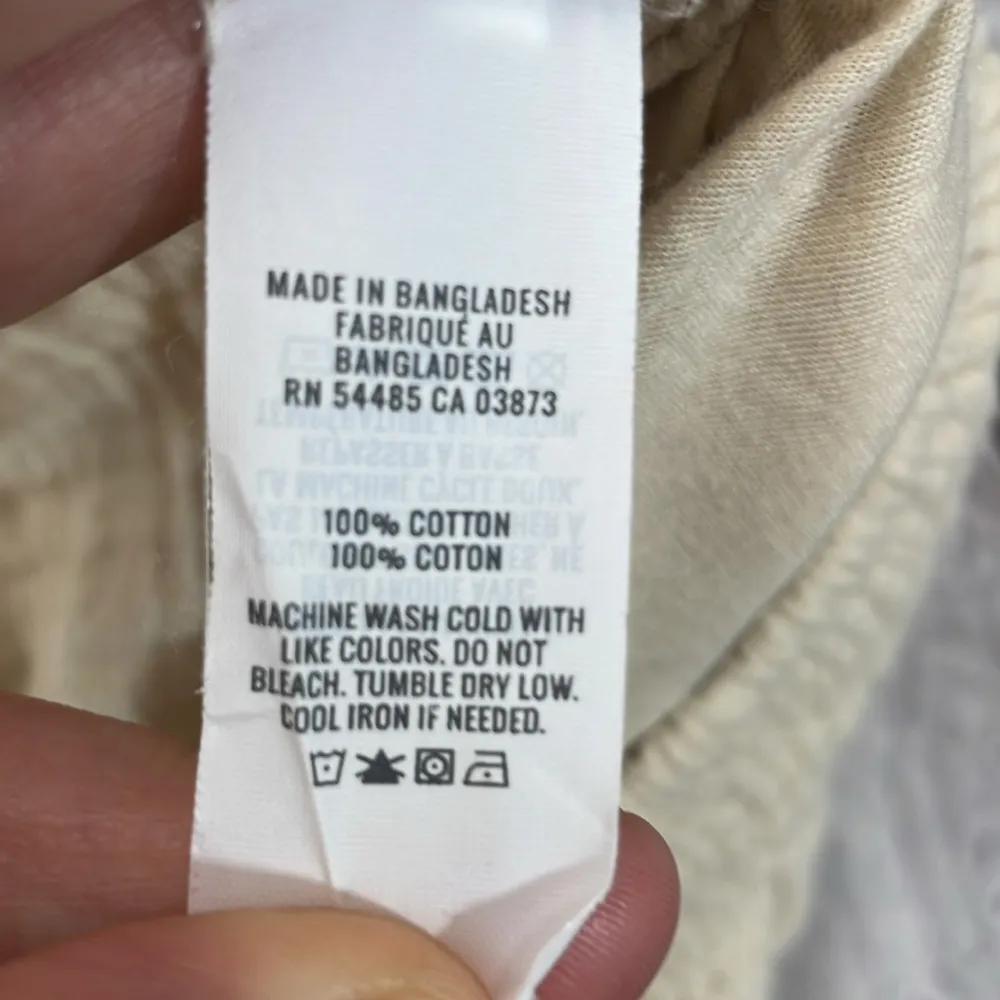 MADE IN BANGLADESH
FABRIQUÉ AU
BANGLADESH
RN 54485 CA 03873
100% COTTON
100% COTON
MACHINE WASH COLD WITH
LIKE COLORS. DO NOT
BLEACH. TUMBLE DRY LOW.
COOL IRON IF NEEDED.